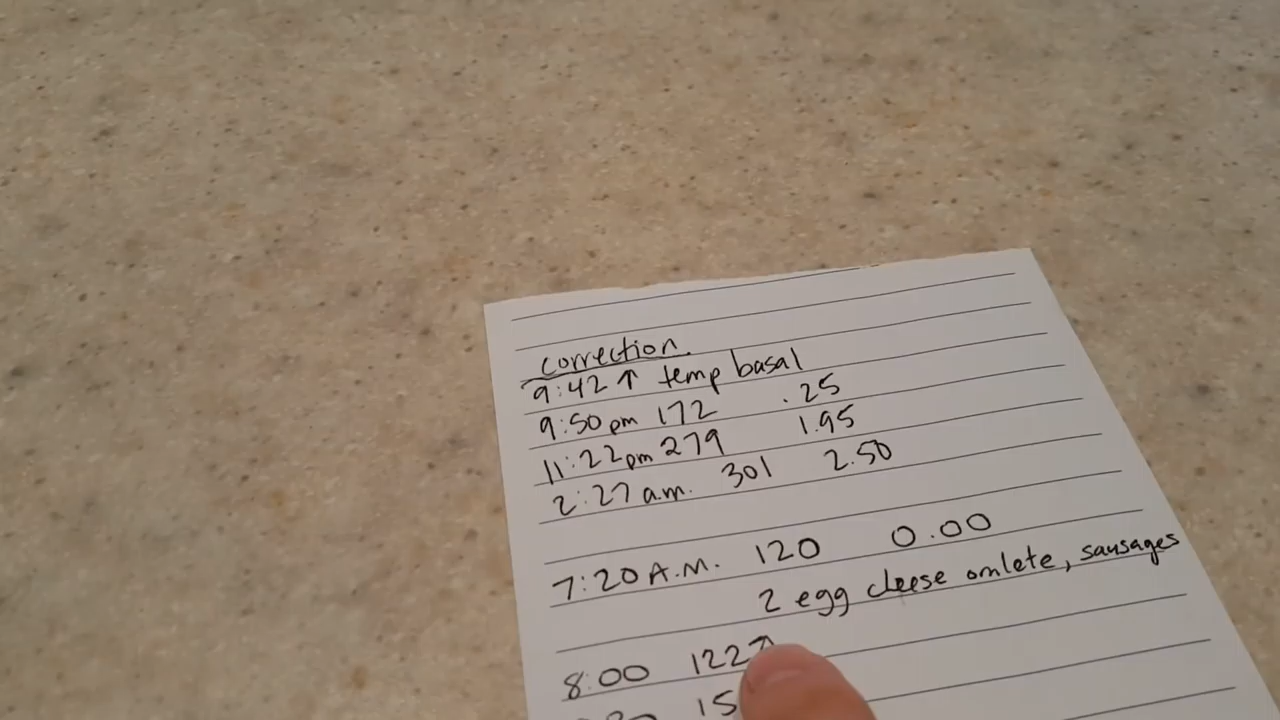 correction.
9:42 ↑ temp basal
9:50 pm 172 .25
11:22 pm 279 1.95
2:27 a.m. 301 2.50
7:20 A.M. 120 0.00
2 egg cheese omlete, sausages
8:00 122↗